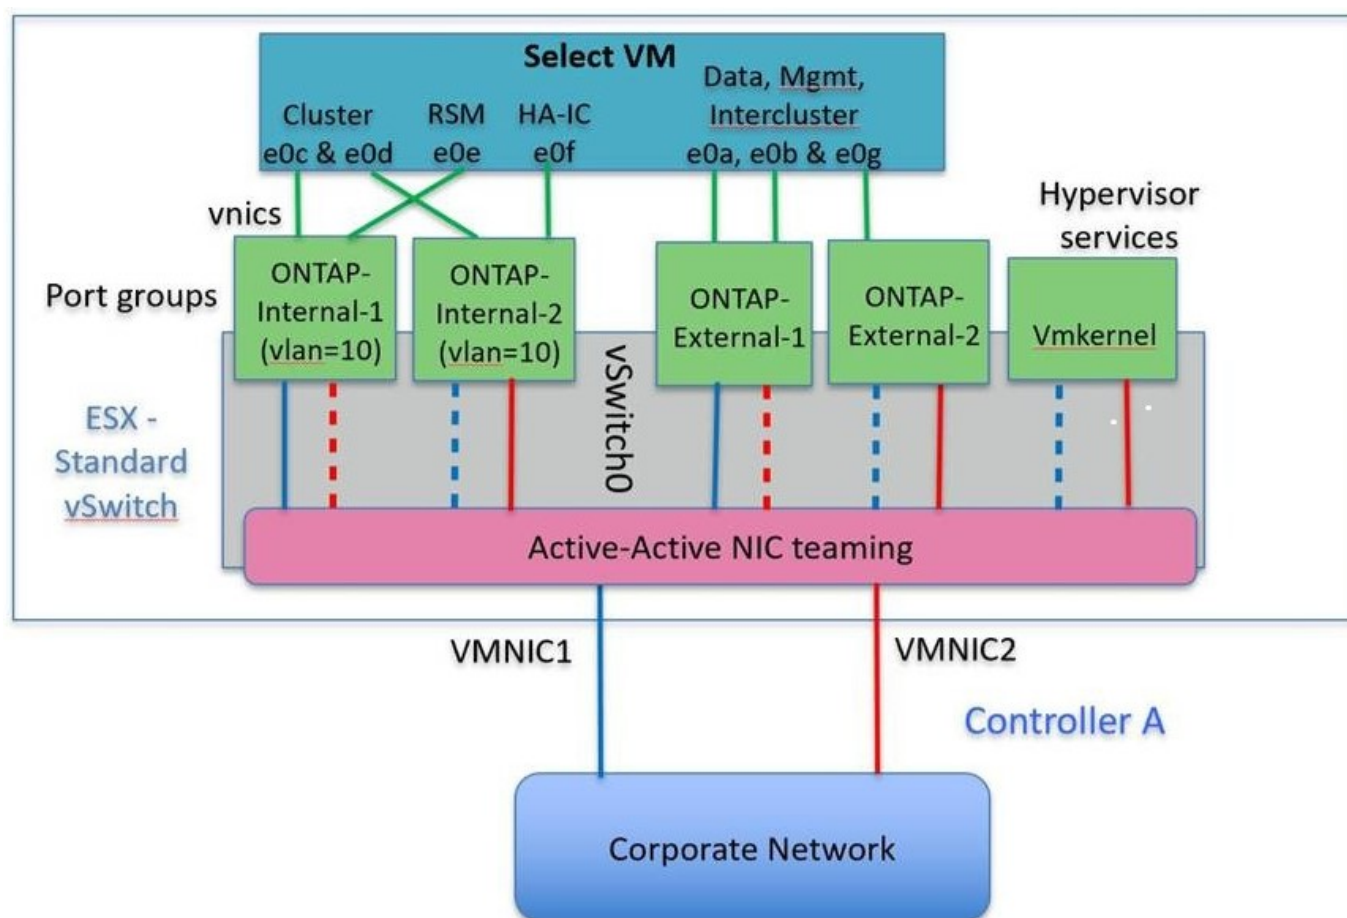 Select VM
Cluster
e0c & e0d
RSM
e0e
HA-IC
e0f
Data, Mgmt,
Intercluster
e0a, e0b & e0g
vnics
Hypervisor
services
Port groups
ONTAP-
Internal-1
(vlan=10)
ONTAP-
Internal-2
(vlan=10)
ONTAP-
External-1
ONTAP-
External-2
Vmkernel
vSwitch0
ESX -
Standard
vSwitch
Active-Active NIC teaming
VMNIC1
VMNIC2
Controller A
Corporate Network